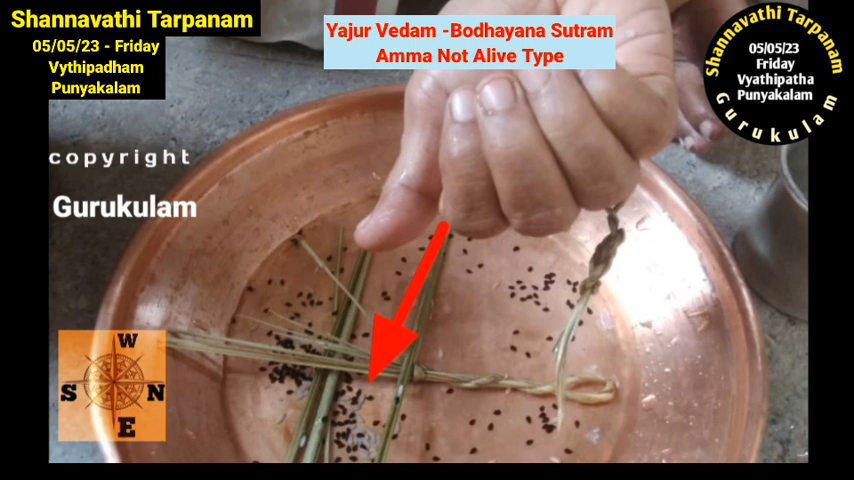 Shannavathi Tarpanam
05/05/23 - Friday
Vythipadham
Punyakalam
Yajur Vedam -Bodhayana Sutram
Amma Not Alive Type
Shannavathi Tarpanam
05/05/23
Friday
Vyathipatha
Punyakalam
Gurukulam
copyright
Gurukulam
W
S N
E